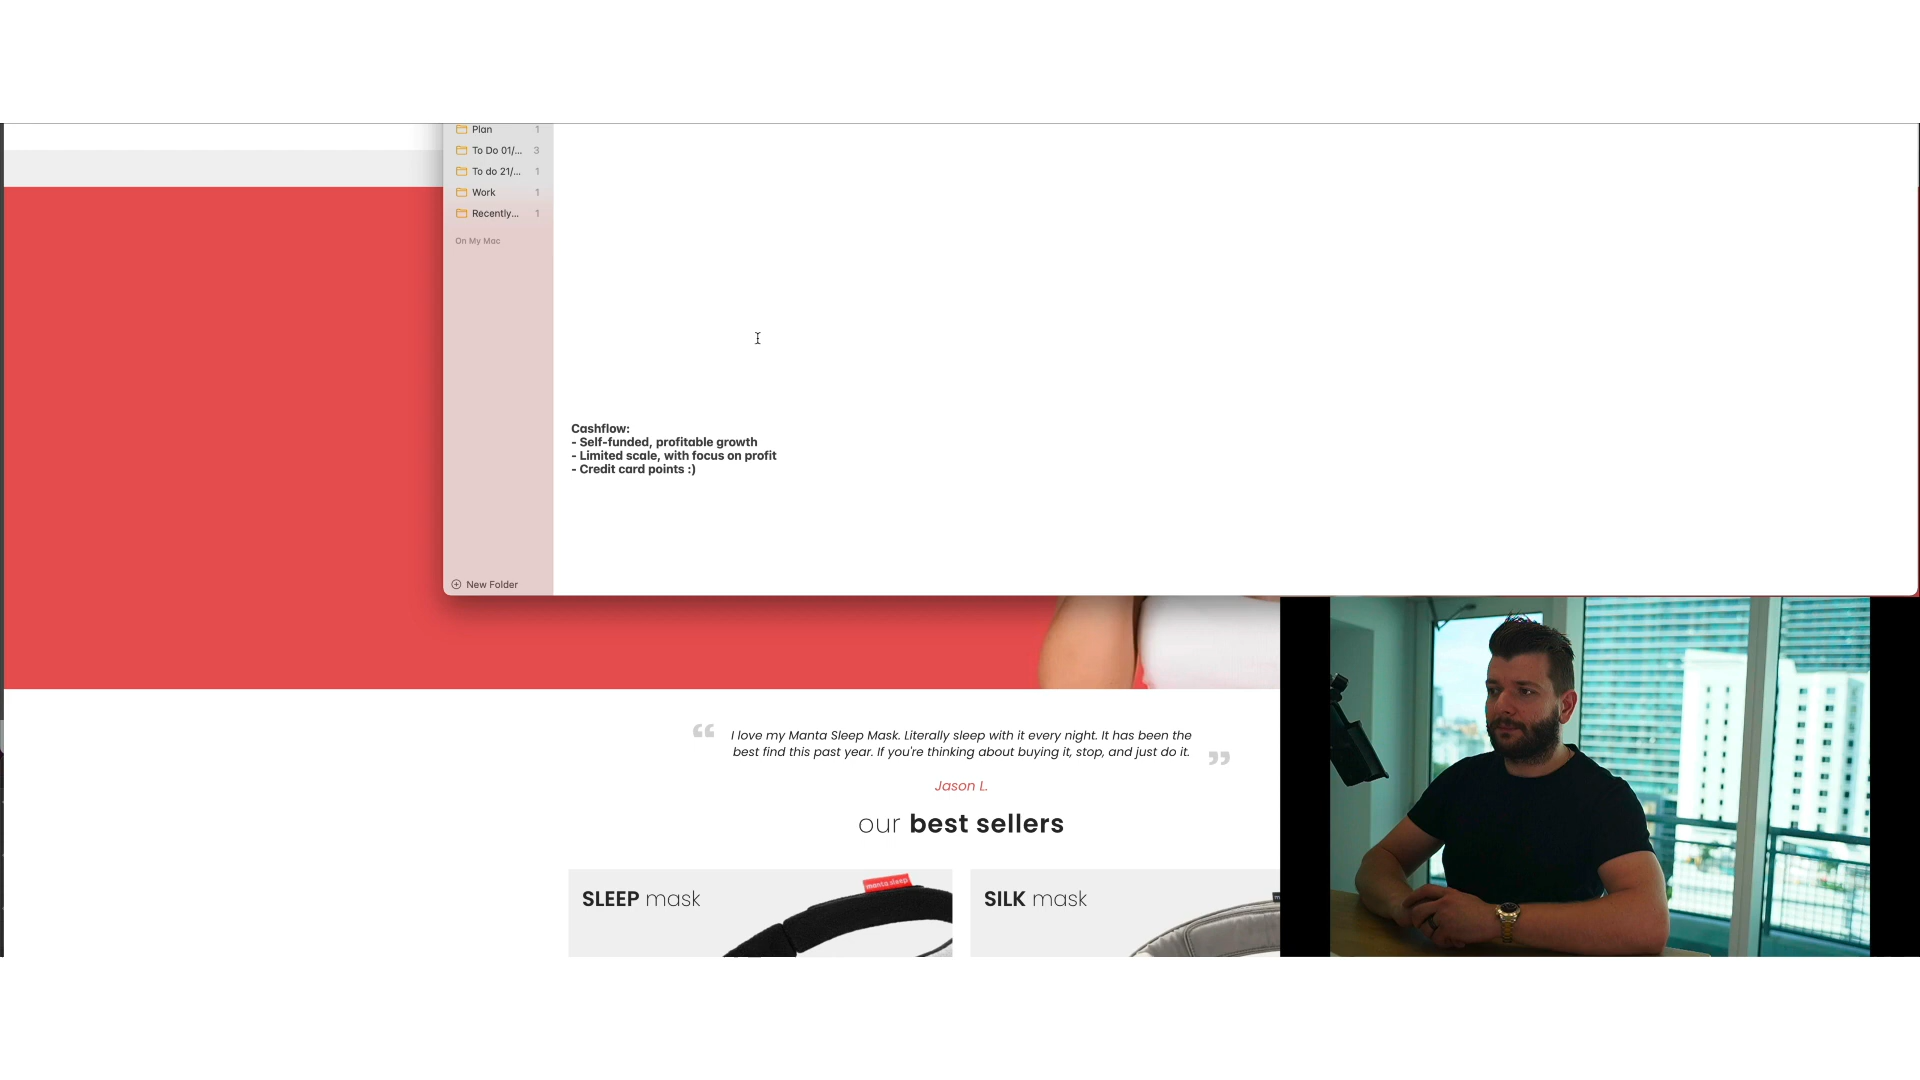 Plan 1
To Do 01/... 3
To do 21/... 1
Work 1
Recently... 1
On My Mac
Cashflow:
- Self-funded, profitable growth
- Limited scale, with focus on profit
- Credit card points :)
New Folder
“ I love my Manta Sleep Mask. Literally sleep with it every night. It has been the
best find this past year. If you're thinking about buying it, stop, and just do it. ”
Jason L.
our best sellers
SLEEP mask
manta sleep
SILK mask